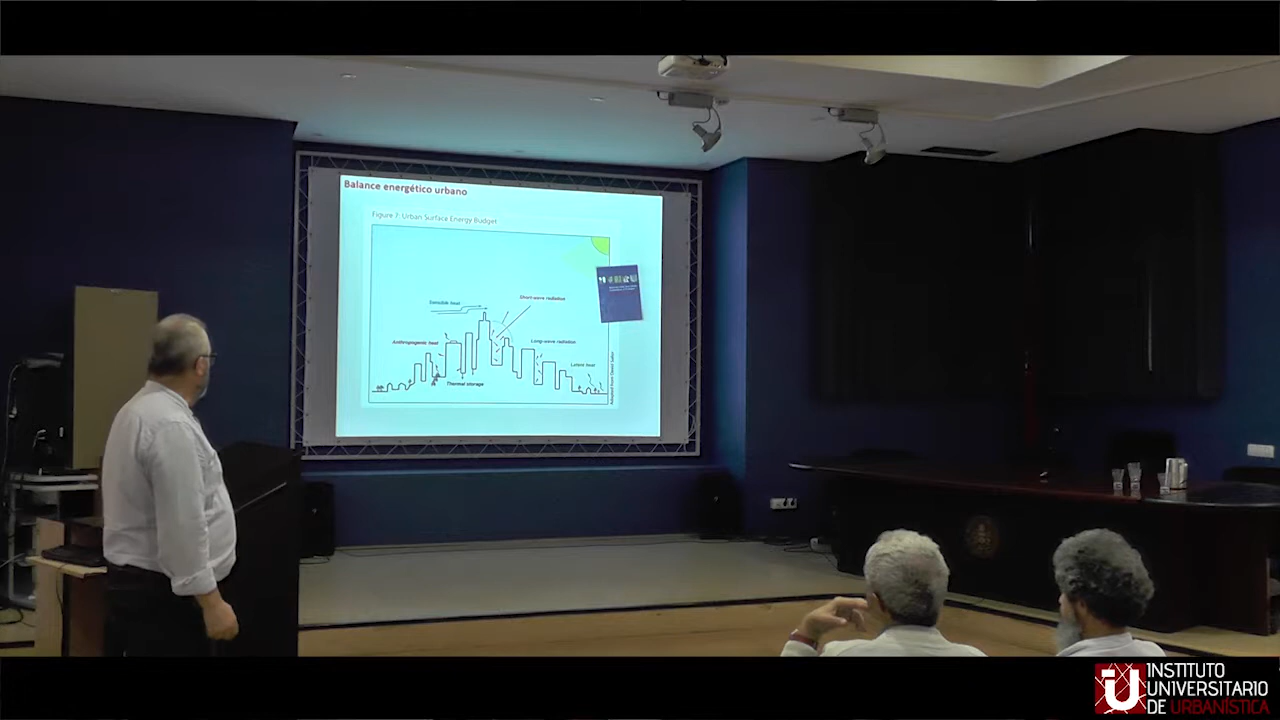 Balance energético urbano
Figure 7: Urban Surface Energy Budget
Sensible heat
Short-wave radiation
Anthropogenic heat
Long-wave radiation
Latent heat
Thermal storage
INSTITUTO
UNIVERSITARIO
DE URBANÍSTICA